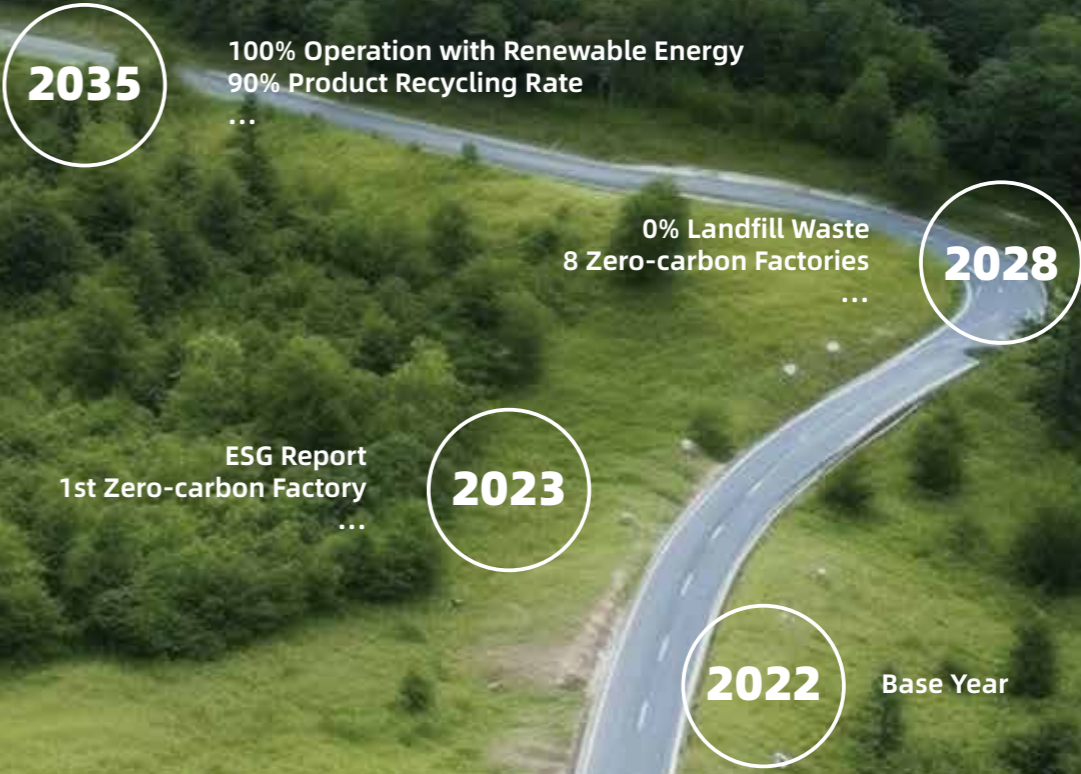 2035
100% Operation with Renewable Energy
90% Product Recycling Rate
...
0% Landfill Waste
8 Zero-carbon Factories
...
2028
ESG Report
1st Zero-carbon Factory
...
2023
2022
Base Year